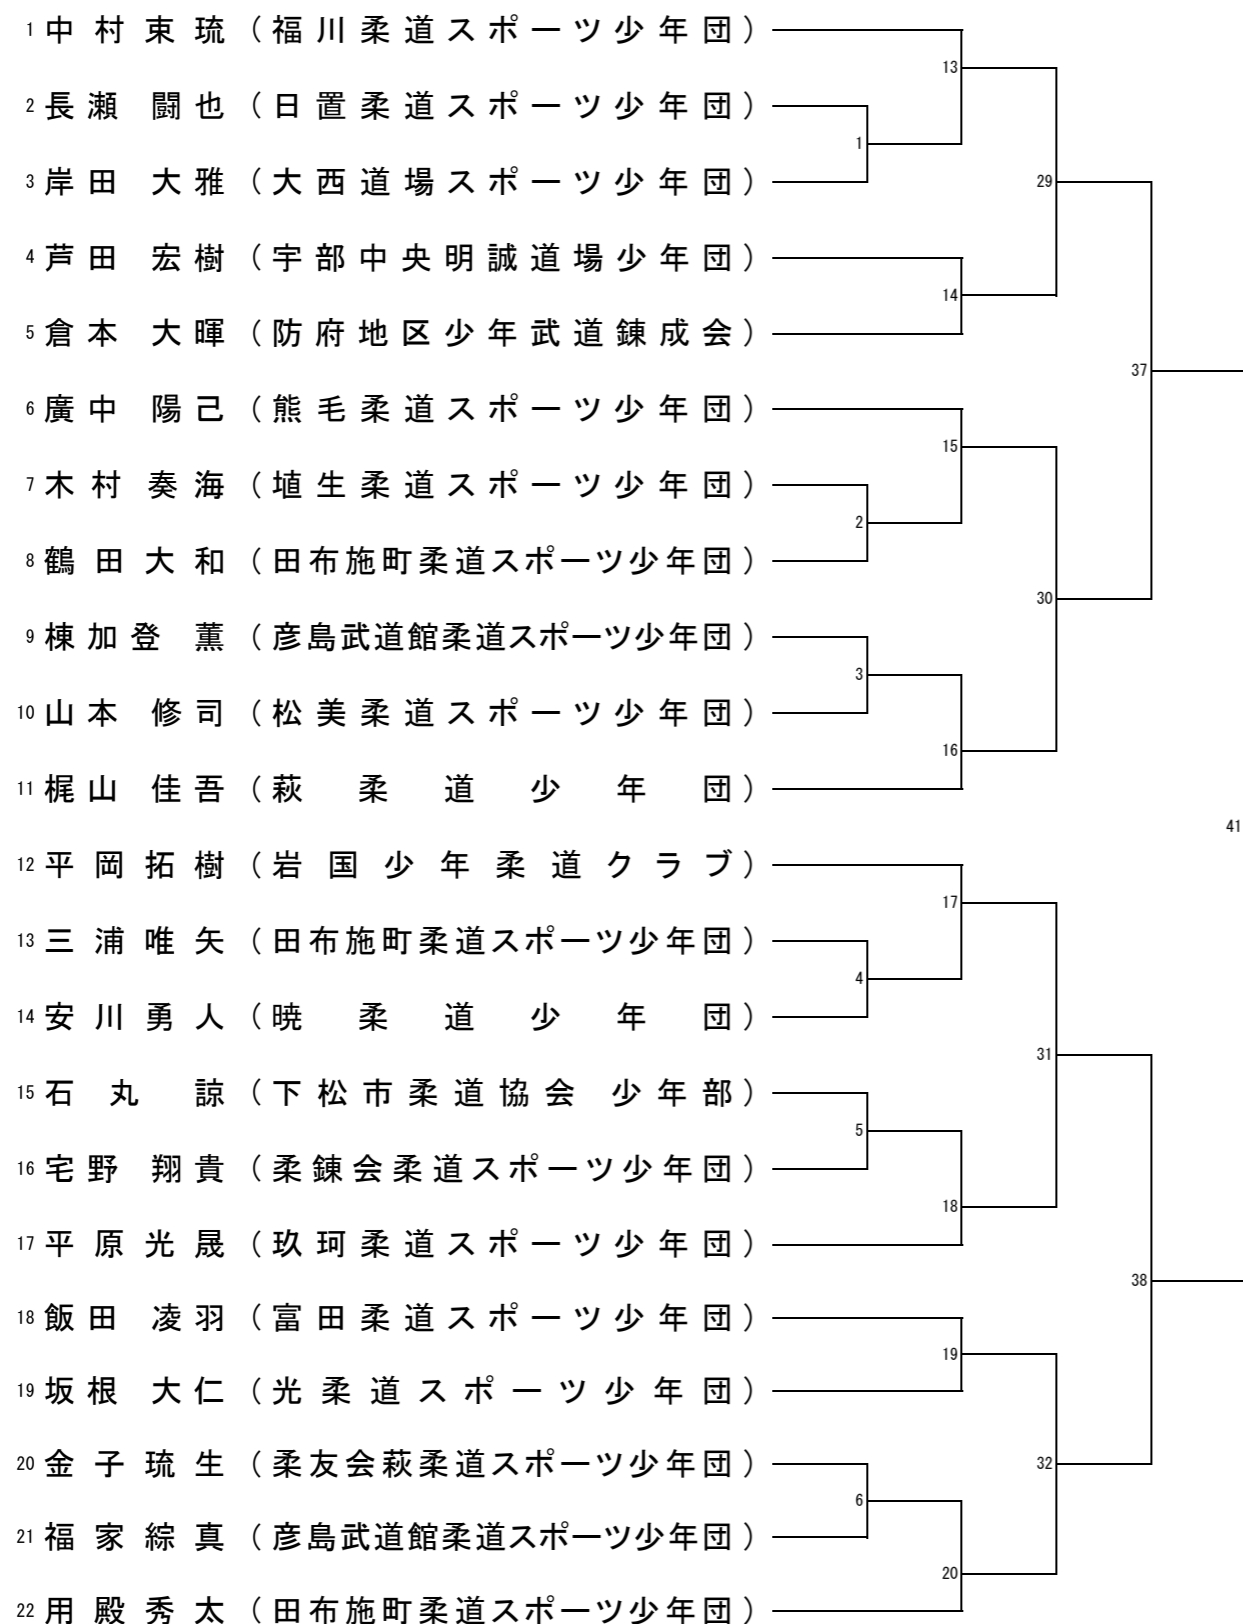 1 中村束琉（福川柔道スポーツ少年団）
13
2 長瀬闘也（日置柔道スポーツ少年団）
1
3 岸田大雅（大西道場スポーツ少年団）
29
4 芦田宏樹（宇部中央明誠道場少年団）
14
5 倉本大暉（防府地区少年武道錬成会）
37
6 廣中陽己（熊毛柔道スポーツ少年団）
15
7 木村奏海（埴生柔道スポーツ少年団）
2
8 鶴田大和（田布施町柔道スポーツ少年団）
30
9 棟加登薫（彦島武道館柔道スポーツ少年団）
3
10 山本修司（松美柔道スポーツ少年団）
16
11 梶山佳吾（萩柔道少年団）
41
12 平岡拓樹（岩国少年柔道クラブ）
17
13 三浦唯矢（田布施町柔道スポーツ少年団）
4
14 安川勇人（暁柔道少年団）
31
15 石丸諒（下松市柔道協会 少年部）
5
16 宅野翔貴（柔錬会柔道スポーツ少年団）
18
17 平原光晟（玖珂柔道スポーツ少年団）
38
18 飯田凌羽（富田柔道スポーツ少年団）
19
19 坂根大仁（光柔道スポーツ少年団）
20 金子琉生（柔友会萩柔道スポーツ少年団）
32
6
21 福家綜真（彦島武道館柔道スポーツ少年団）
20
22 用殿秀太（田布施町柔道スポーツ少年団）